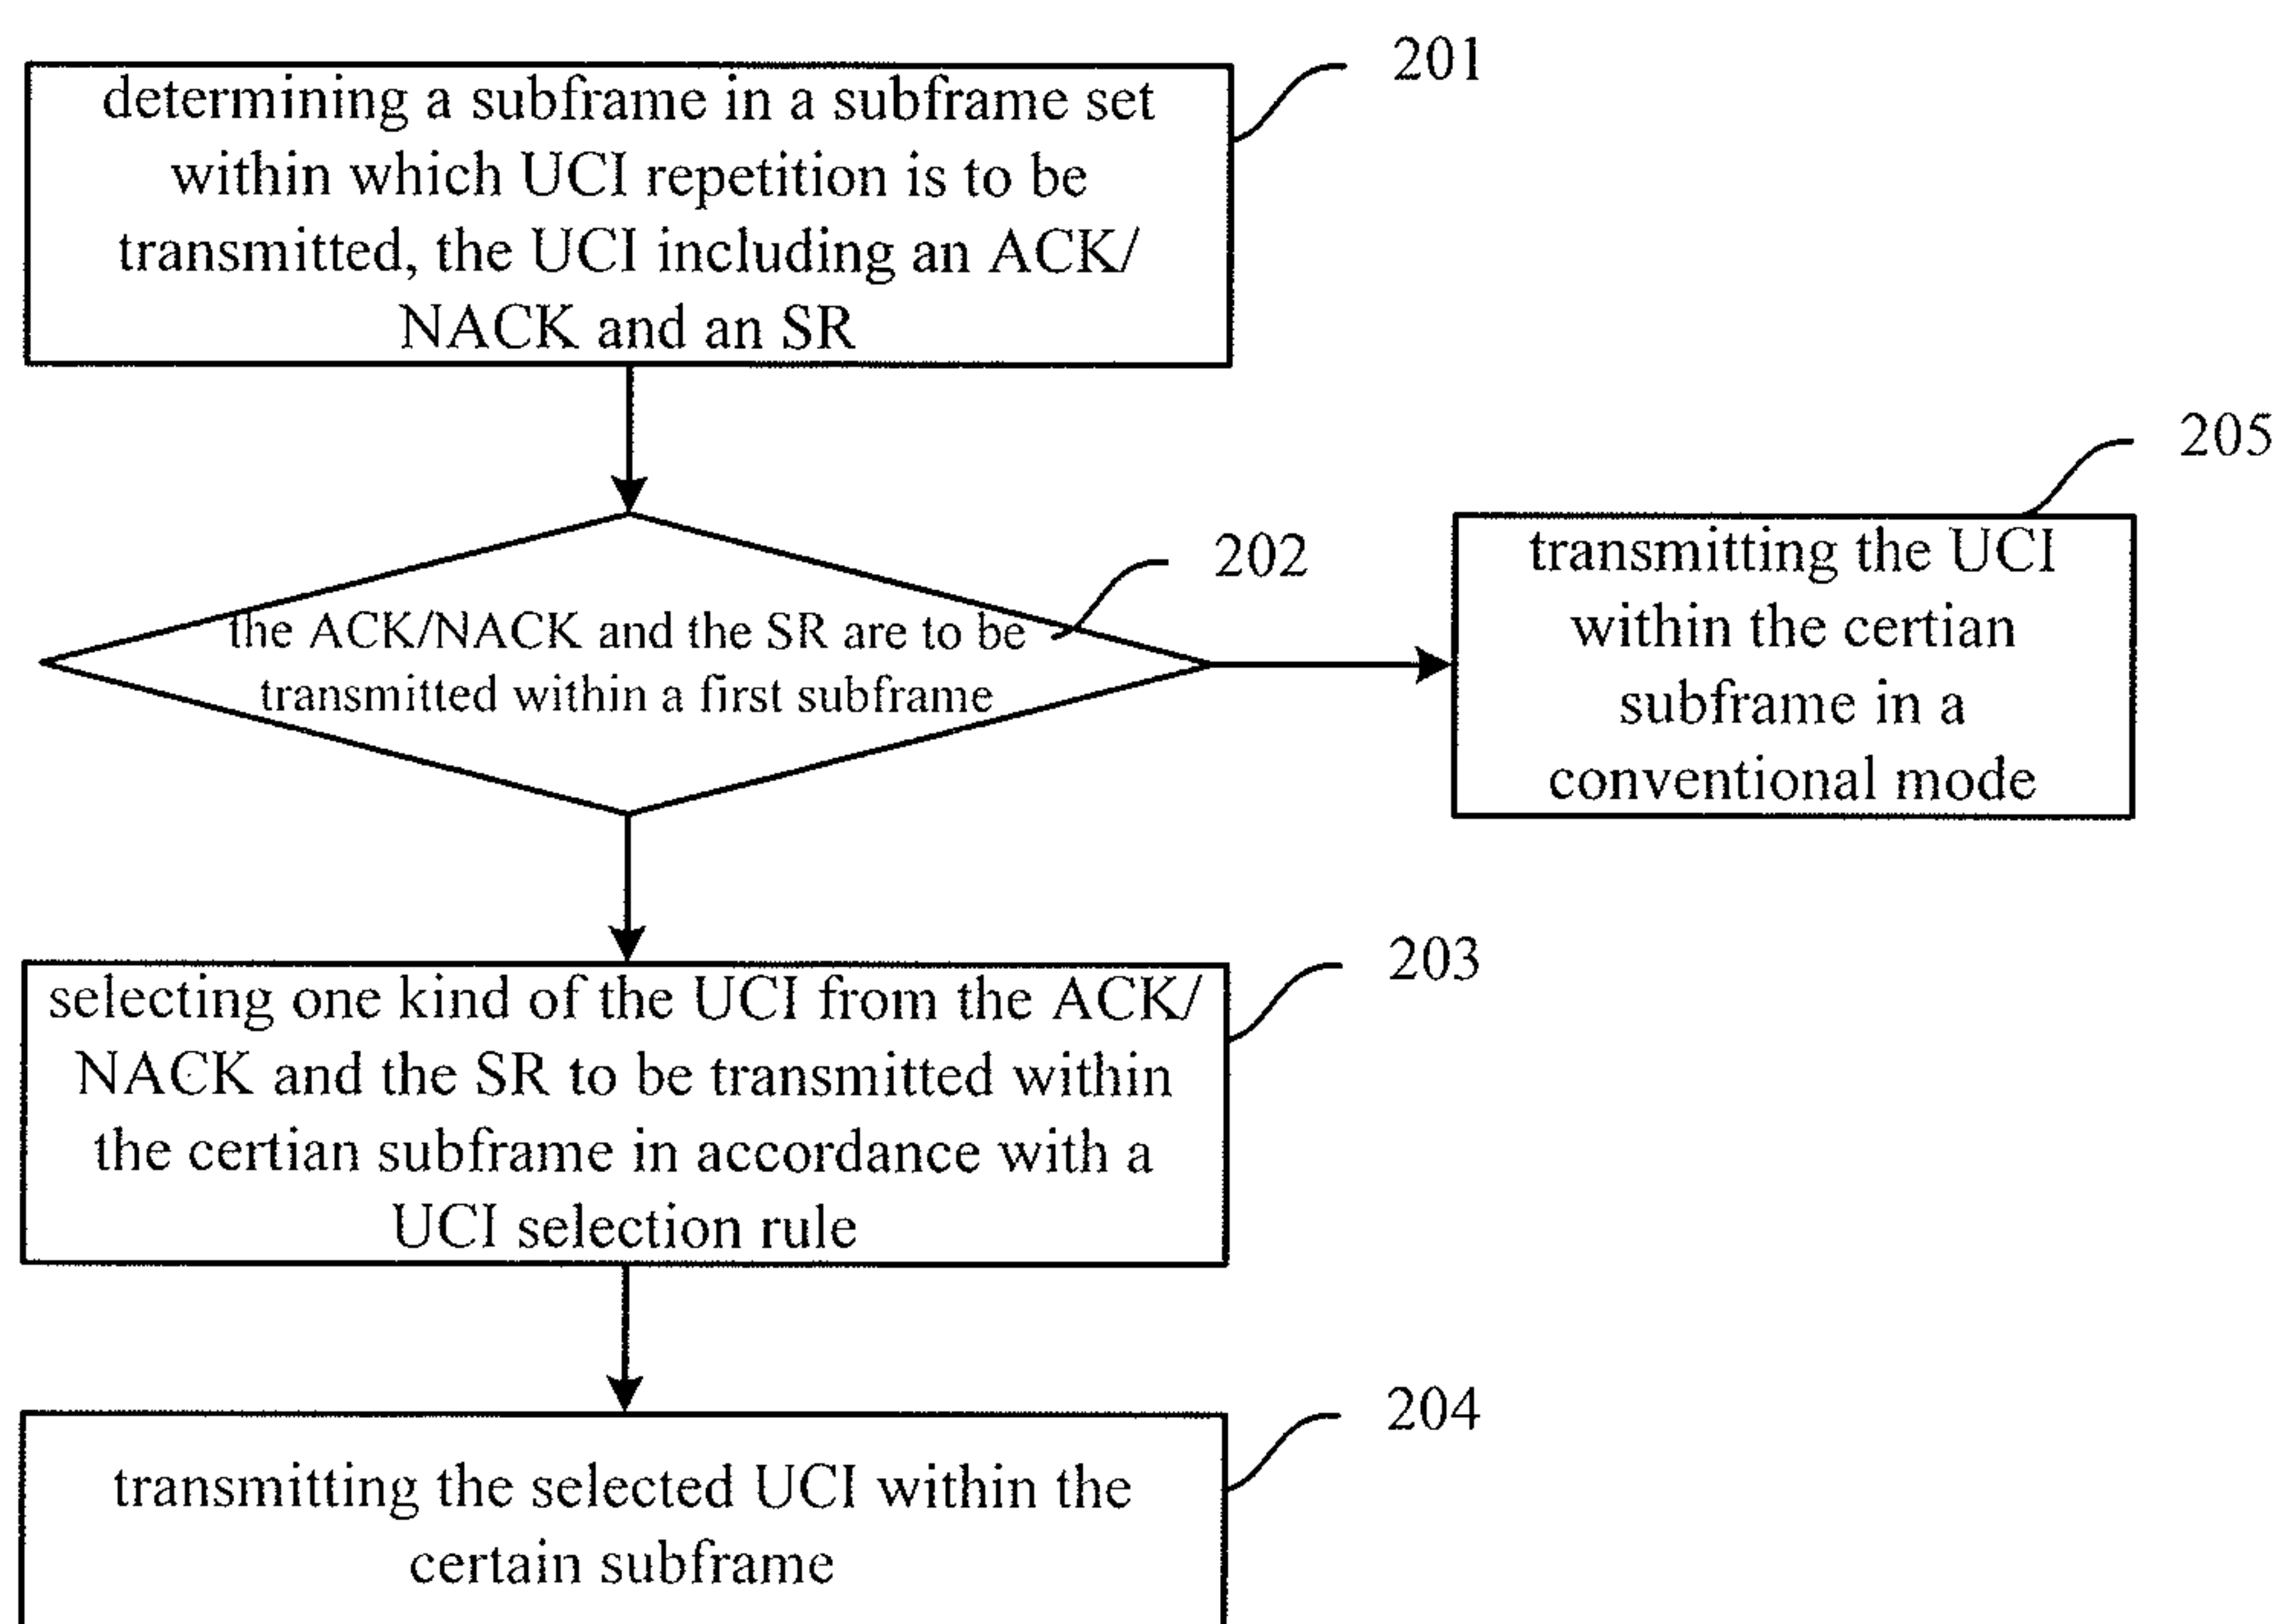 201
determining a subframe in a subframe set
within which UCI repetition is to be
transmitted, the UCI including an ACK/
NACK and an SR
205
202
the ACK/NACK and the SR are to be
transmitted within a first subframe
transmitting the UCI
within the certian
subframe in a
conventional mode
203
selecting one kind of the UCI from the ACK/
NACK and the SR to be transmitted within
the certian subframe in accordance with a
UCI selection rule
204
transmitting the selected UCI within the
certain subframe